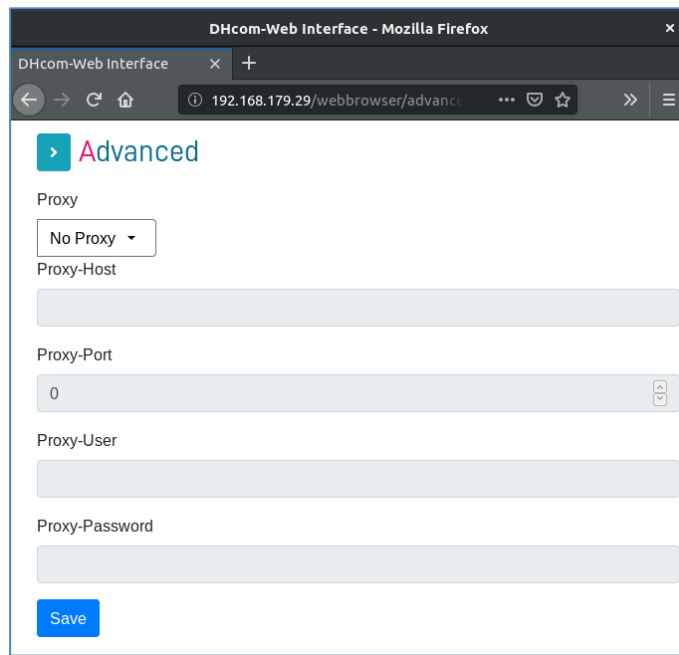 DHcom-Web Interface - Mozilla Firefox
DHcom-Web Interface
192.168.179.29/webbrowser/advance
Advanced
Proxy
No Proxy
Proxy-Host
Proxy-Port
0
Proxy-User
Proxy-Password
Save